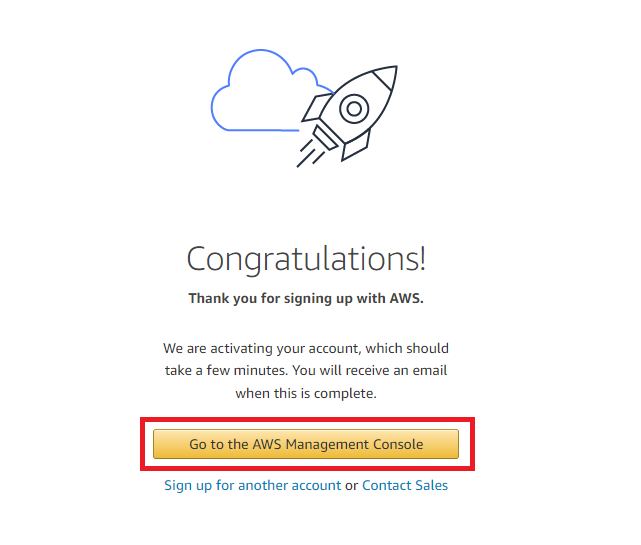 Congratulations!
Thank you for signing up with AWS.
We are activating your account, which should
take a few minutes. You will receive an email
when this is complete.
Go to the AWS Management Console
Sign up for another account or Contact Sales